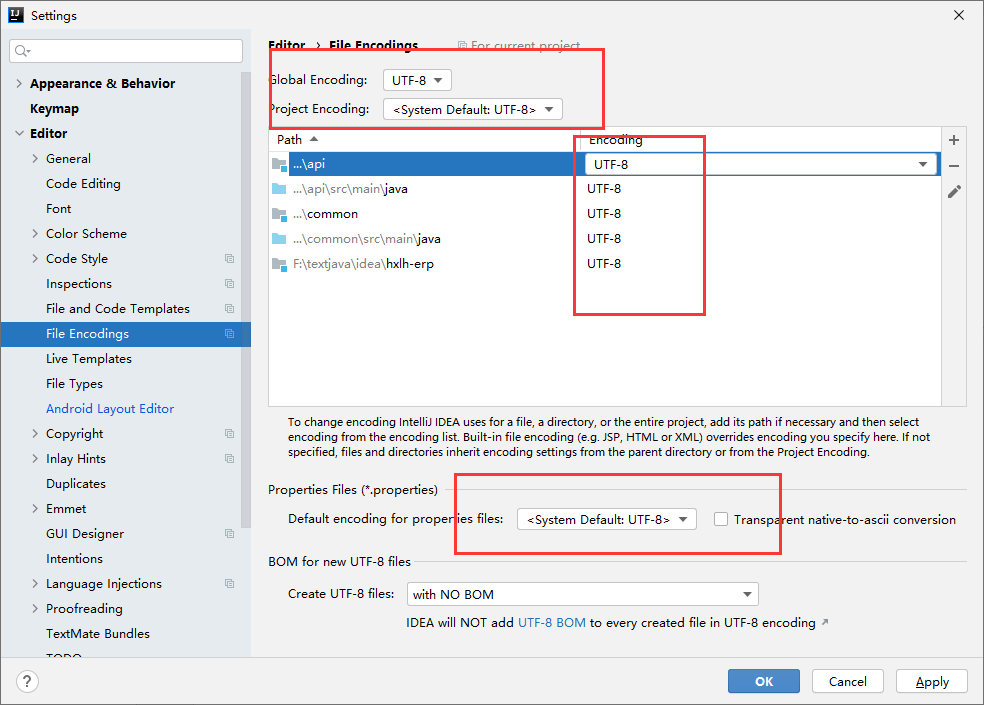 Settings
Editor › File Encodings For current project
Appearance & Behavior
Keymap
Editor
General
Code Editing
Font
Color Scheme
Code Style
Inspections
File and Code Templates
File Encodings
Live Templates
File Types
Android Layout Editor
Copyright
Inlay Hints
Duplicates
Emmet
GUI Designer
Intentions
Language Injections
Proofreading
TextMate Bundles
TODO
Global Encoding: UTF-8
Project Encoding: <System Default: UTF-8>
Path Encoding
...\api UTF-8
...\api\src\main\java UTF-8
...\common UTF-8
...\common\src\main\java UTF-8
F:\textjava\idea\hxlh-erp UTF-8
To change encoding IntelliJ IDEA uses for a file, a directory, or the entire project, add its path if necessary and then select
encoding from the encoding list. Built-in file encoding (e.g. JSP, HTML or XML) overrides encoding you specify here. If not
specified, files and directories inherit encoding settings from the parent directory or from the Project Encoding.
Properties Files (*.properties)
Default encoding for properties files: <System Default: UTF-8> Transparent native-to-ascii conversion
BOM for new UTF-8 files
Create UTF-8 files: with NO BOM
IDEA will NOT add UTF-8 BOM to every created file in UTF-8 encoding ↗
? OK Cancel Apply